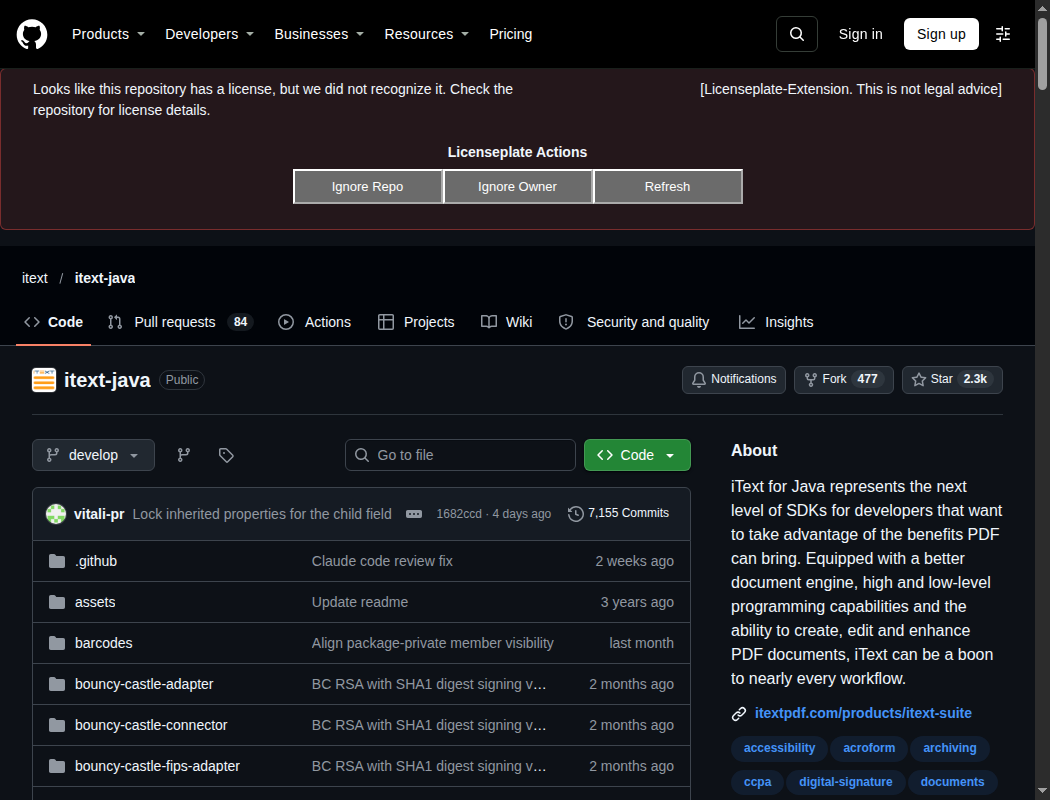 Products Developers Businesses Resources Pricing Sign in Sign up
Looks like this repository has a license, but we did not recognize it. Check the
repository for license details.
[Licenseplate-Extension. This is not legal advice]
Licenseplate Actions
Ignore Repo Ignore Owner Refresh
itext / itext-java
Code Pull requests 84 Actions Projects Wiki Security and quality Insights
itext-java Public Notifications Fork 477 Star 2.3k
develop Go to file Code
vitali-pr Lock inherited properties for the child field 1682ccd · 4 days ago 7,155 Commits
.github Claude code review fix 2 weeks ago
assets Update readme 3 years ago
barcodes Align package-private member visibility last month
bouncy-castle-adapter BC RSA with SHA1 digest signing v… 2 months ago
bouncy-castle-connector BC RSA with SHA1 digest signing v… 2 months ago
bouncy-castle-fips-adapter BC RSA with SHA1 digest signing v… 2 months ago
About
iText for Java represents the next
level of SDKs for developers that want
to take advantage of the benefits PDF
can bring. Equipped with a better
document engine, high and low-level
programming capabilities and the
ability to create, edit and enhance
PDF documents, iText can be a boon
to nearly every workflow.
itextpdf.com/products/itext-suite
accessibility acroform archiving
ccpa digital-signature documents